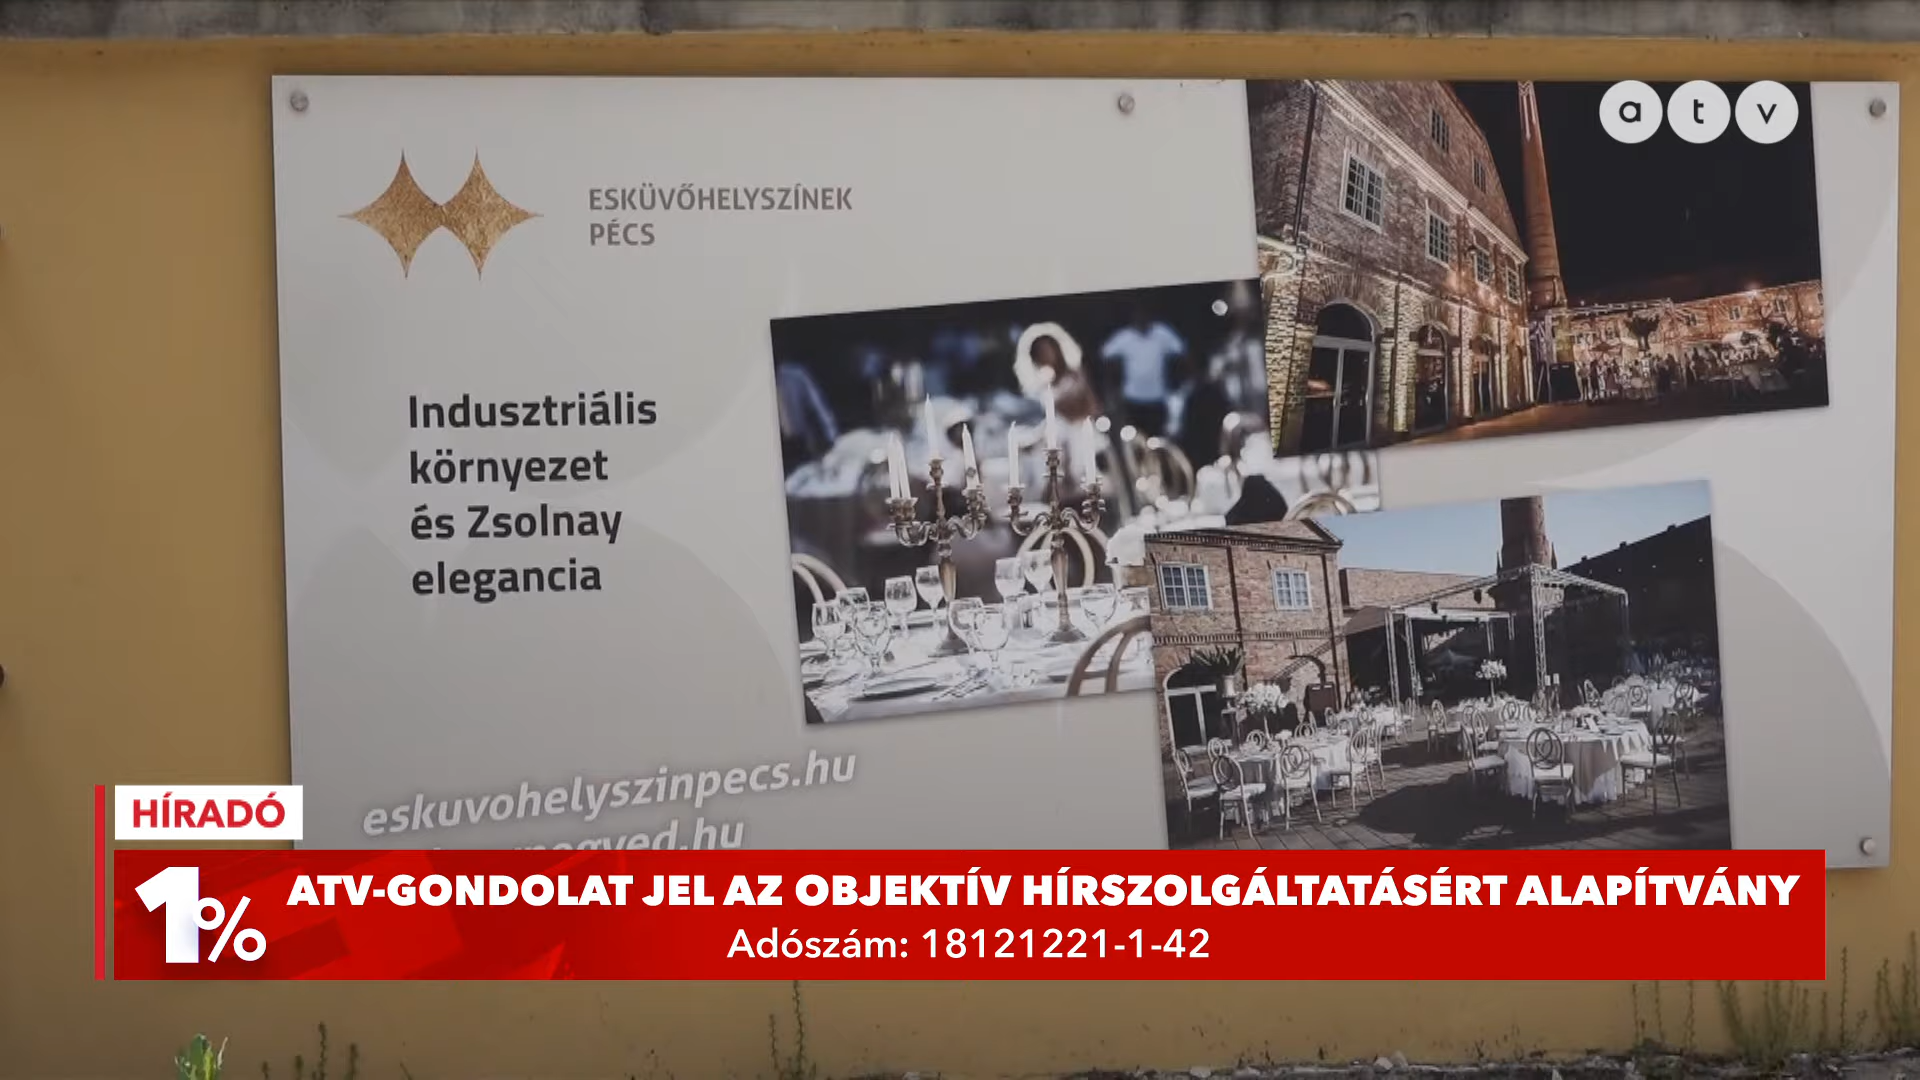 a t v
ESKÜVŐHELYSZÍNEK
PÉCS
Indusztriális
környezet
és Zsolnay
elegancia
eskuvohelyszinpecs.hu
HÍRADÓ
1%
ATV-GONDOLAT JEL AZ OBJEKTÍV HÍRSZOLGÁLTATÁSÉRT ALAPÍTVÁNY
Adószám: 18121221-1-42